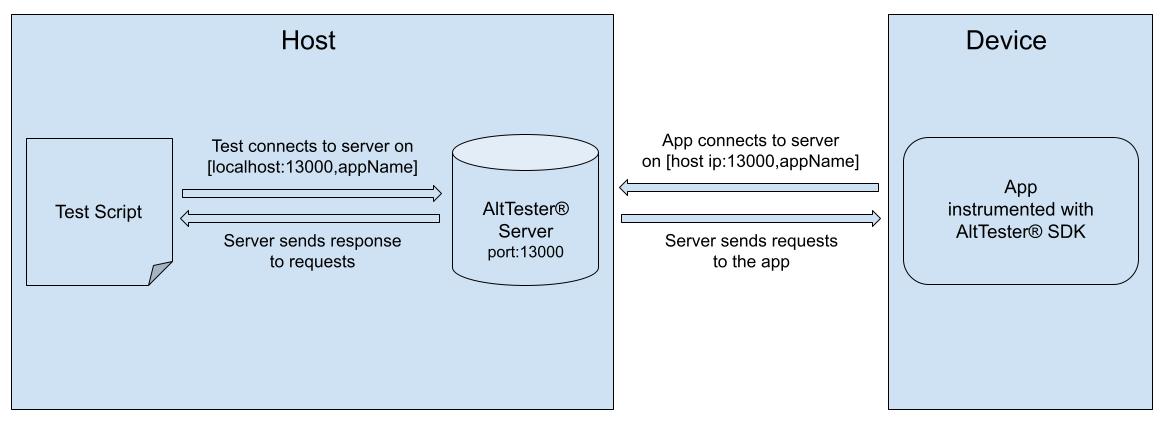 Host
Device
Test connects to server on
[localhost:13000,appName]
Test Script
Server sends response
to requests
AltTester® 
Server
port:13000
App connects to server
on [host ip:13000,appName]
Server sends requests
to the app
App
instrumented with
AltTester® SDK